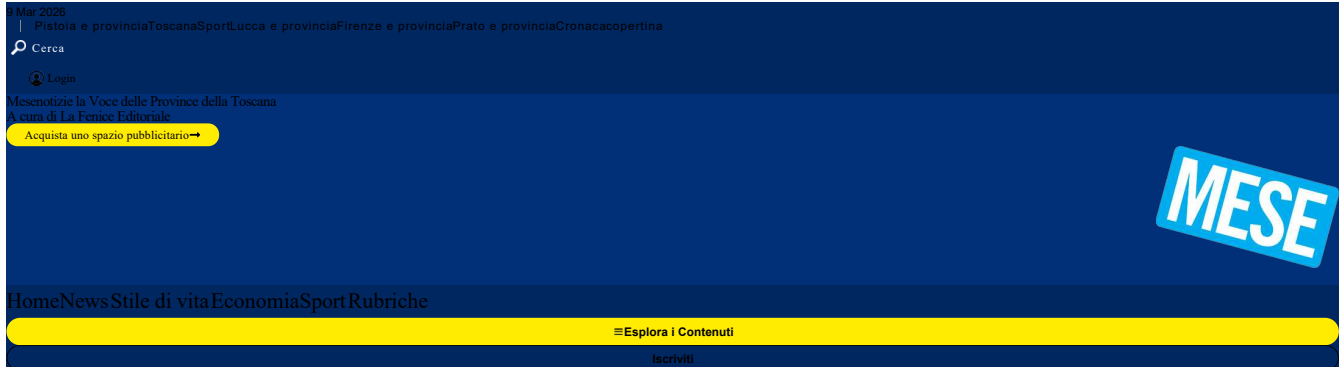 9 Mar 2026
Pistoia e provinciaToscanaSportLucca e provinciaFirenze e provinciaPrato e provinciaCronacacopertina
Cerca
Login
Mesenotizie la Voce delle Province della Toscana
A cura di La Fenice Editoriale
Acquista uno spazio pubblicitario
MESE
HomeNewsStile di vitaEconomiaSportRubriche
Esplora i Contenuti
Iscriviti